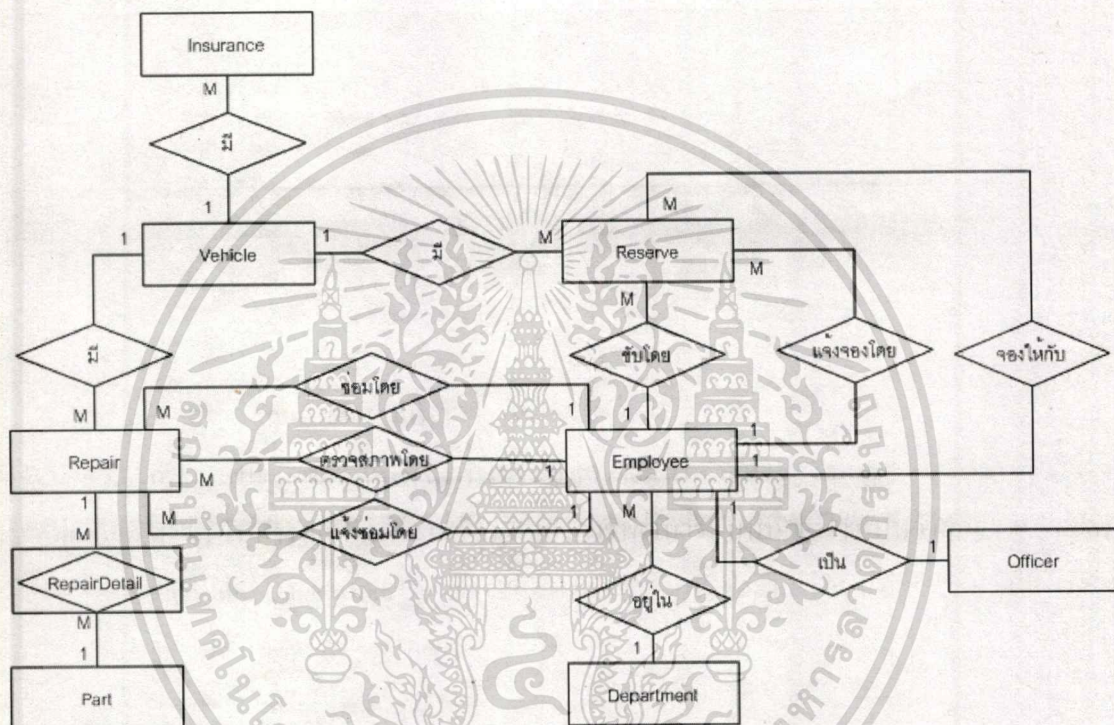 Insurance
M
มี
1
Vehicle
1
1
มี
M
Reserve
M
M
M
มี
M
ขับโดย
1
แจ้งจองโดย
1
จองให้กับ
1
Repair
M
ซ่อมโดย
1
M
ตรวจสภาพโดย
1
M
แจ้งซ่อมโดย
1
Employee
1
M
RepairDetail
M
1
Part
M
อยู่ใน
1
Department
1
เป็น
1
Officer